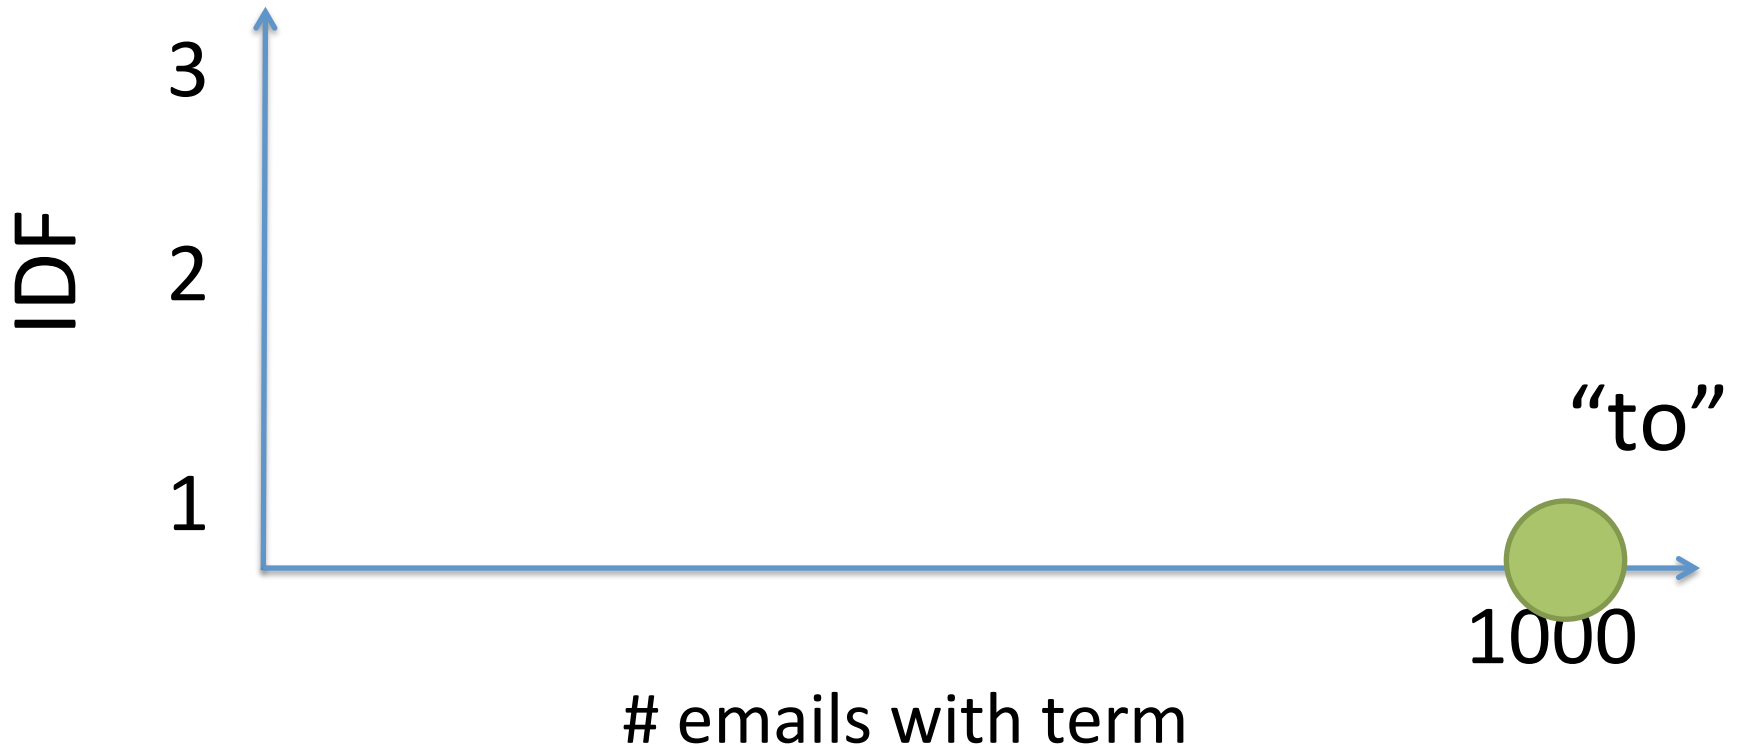 3
IDF
2
“to”
1
1000
# emails with term